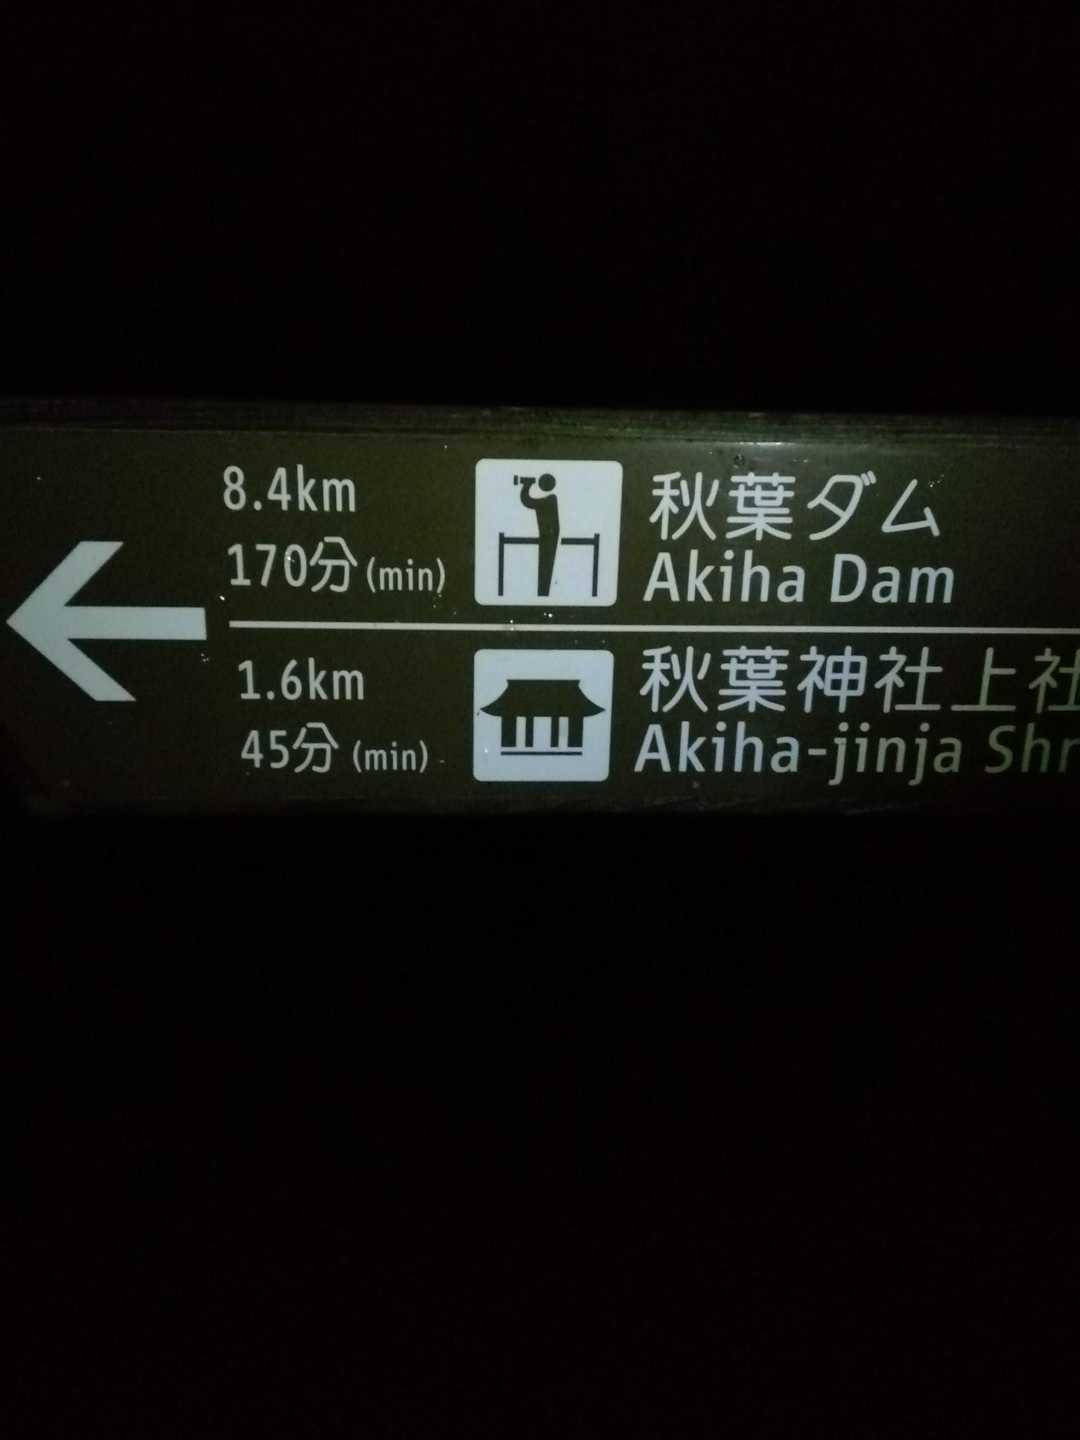 8.4km
170分(min)
秋葉ダム
Akiha Dam
1.6km
45分(min)
秋葉神社上社
Akiha-jinja